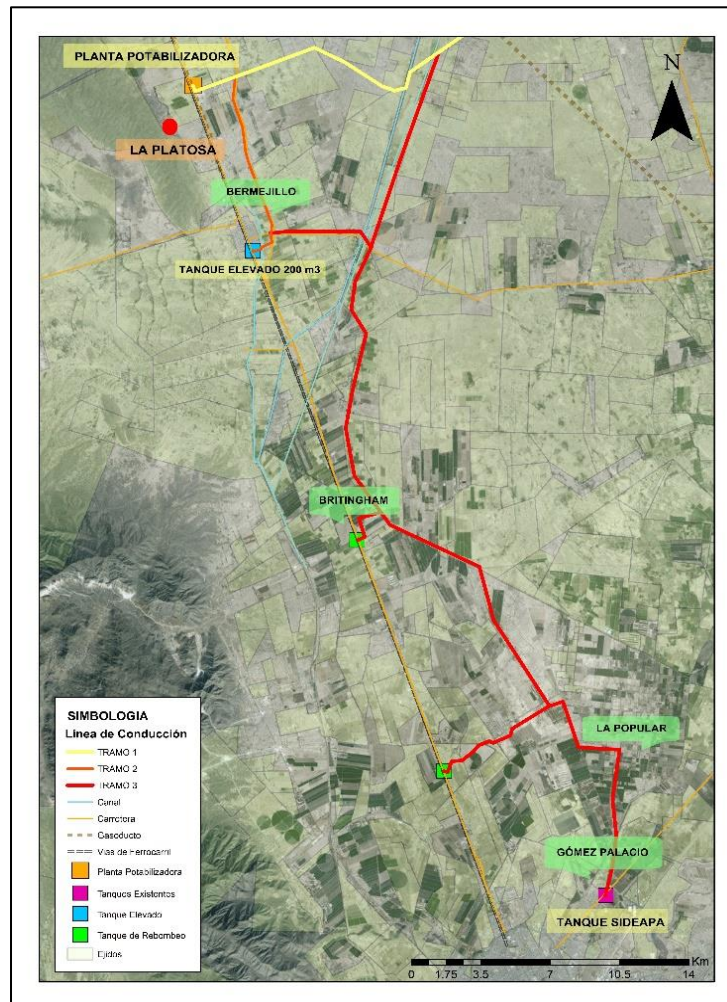 PLANTA POTABILIZADORA
N
LA PLATOSA
BERMEJILLO
TANQUE ELEVADO 200 m3
BRITINGHAM
LA POPULAR
GÓMEZ PALACIO
TANQUE SIDEAPA
SIMBOLOGIA
Línea de Conducción
TRAMO 1
TRAMO 2
TRAMO 3
Canal
Carretera
Gasoducto
Vías de Ferrocarril
Planta Potabilizadora
Tanques Existentes
Tanque Elevado
Tanque de Rebombeo
Ejidos
Km
0 1.75 3.5 7 10.5 14